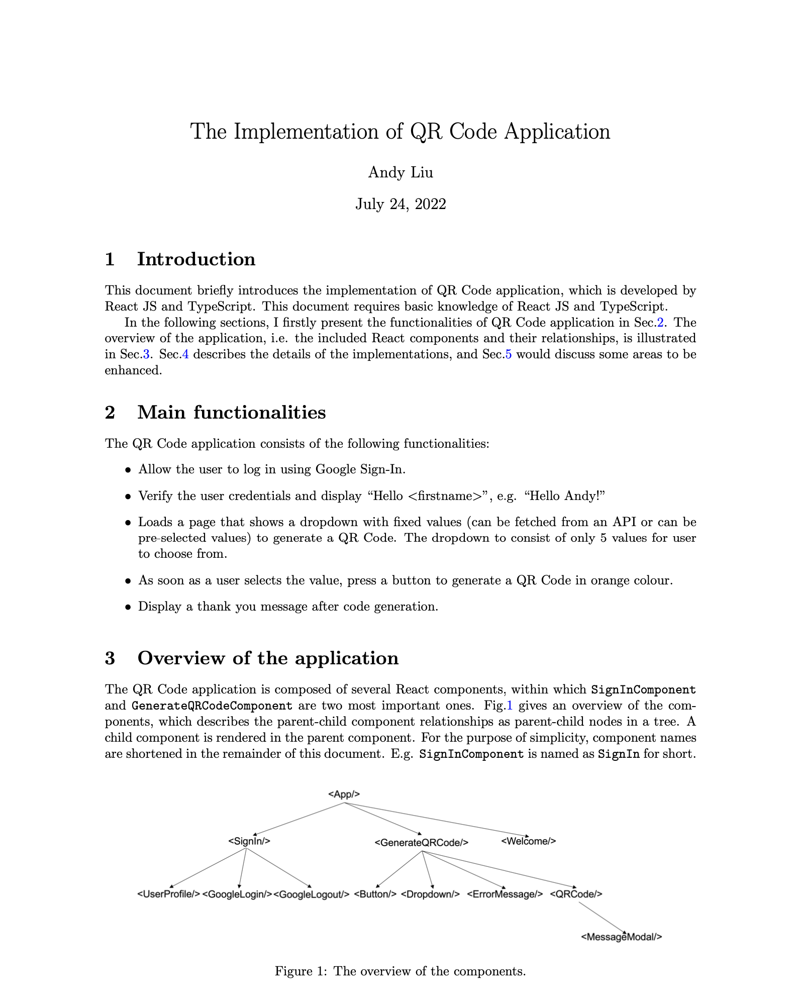 The Implementation of QR Code Application
Andy Liu
July 24, 2022
1 Introduction
This document briefly introduces the implementation of QR Code application, which is developed by
React JS and TypeScript. This document requires basic knowledge of React JS and TypeScript.
In the following sections, I firstly present the functionalities of QR Code application in Sec.2. The
overview of the application, i.e. the included React components and their relationships, is illustrated
in Sec.3. Sec.4 describes the details of the implementations, and Sec.5 would discuss some areas to be
enhanced.
2 Main functionalities
The QR Code application consists of the following functionalities:
• Allow the user to log in using Google Sign-In.
• Verify the user credentials and display “Hello <firstname>”, e.g. “Hello Andy!”
• Loads a page that shows a dropdown with fixed values (can be fetched from an API or can be
pre-selected values) to generate a QR Code. The dropdown to consist of only 5 values for user
to choose from.
• As soon as a user selects the value, press a button to generate a QR Code in orange colour.
• Display a thank you message after code generation.
3 Overview of the application
The QR Code application is composed of several React components, within which SignInComponent
and GenerateQRCodeComponent are two most important ones. Fig.1 gives an overview of the com-
ponents, which describes the parent-child component relationships as parent-child nodes in a tree. A
child component is rendered in the parent component. For the purpose of simplicity, component names
are shortened in the remainder of this document. E.g. SignInComponent is named as SignIn for short.
<App/>
<SignIn/> <GenerateQRCode/> <Welcome/>
<UserProfile/> <GoogleLogin/> <GoogleLogout/> <Button/> <Dropdown/> <ErrorMessage/> <QRCode/>
<MessageModal/>
Figure 1: The overview of the components.